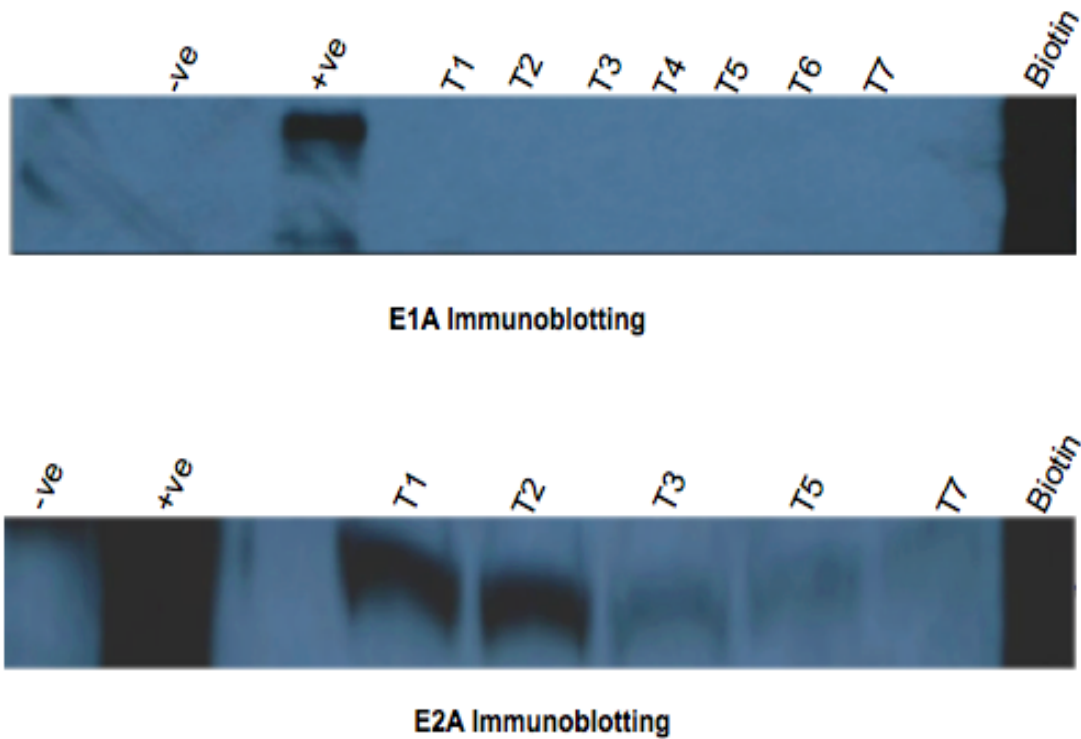 -ve +ve T1 T2 T3 T4 T5 T6 T7 Biotin
E1A Immunoblotting
-ve +ve T1 T2 T3 T5 T7 Biotin
E2A Immunoblotting